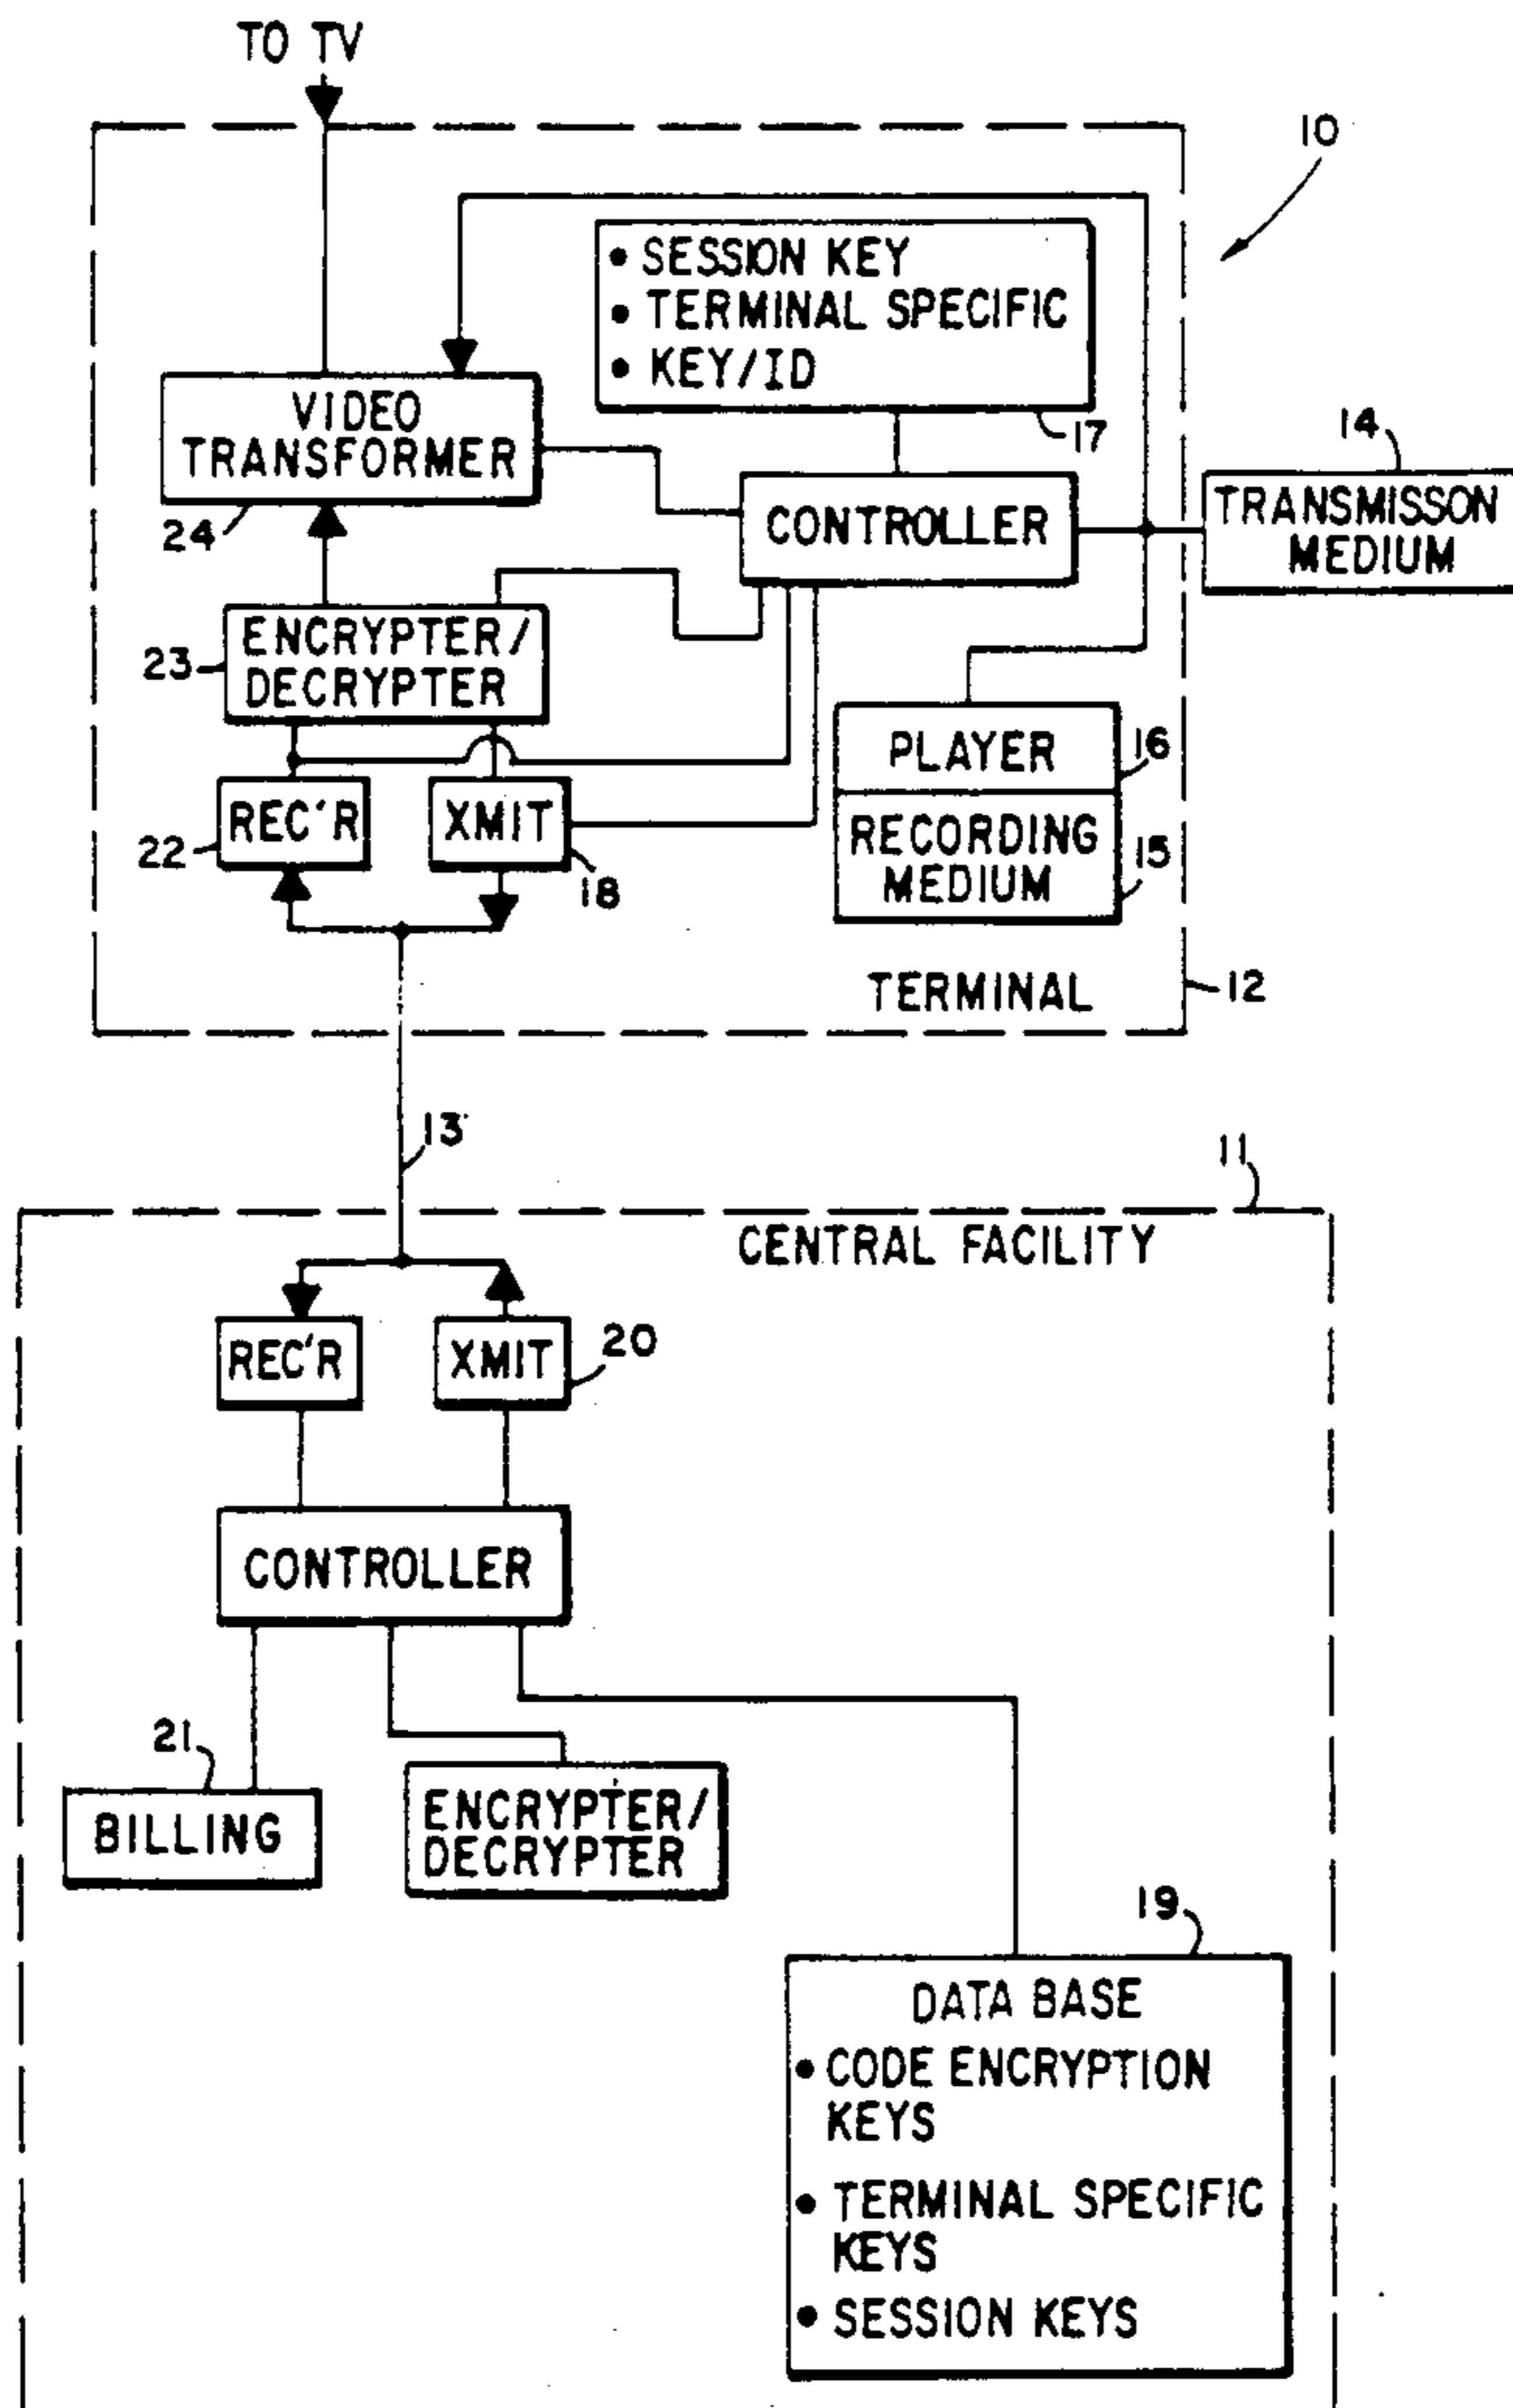 TO TV
10
• SESSION KEY
• TERMINAL SPECIFIC
• KEY/ID
17
VIDEO
TRANSFORMER
24
CONTROLLER
14
TRANSMISSON
MEDIUM
ENCRYPTER/
DECRYPTER
23
PLAYER
16
REC'R
22
XMIT
18
RECORDING
MEDIUM
15
TERMINAL
12
13
11
CENTRAL FACILITY
REC'R
XMIT
20
CONTROLLER
21
BILLING
ENCRYPTER/
DECRYPTER
19
DATA BASE
• CODE ENCRYPTION
KEYS
• TERMINAL SPECIFIC
KEYS
• SESSION KEYS